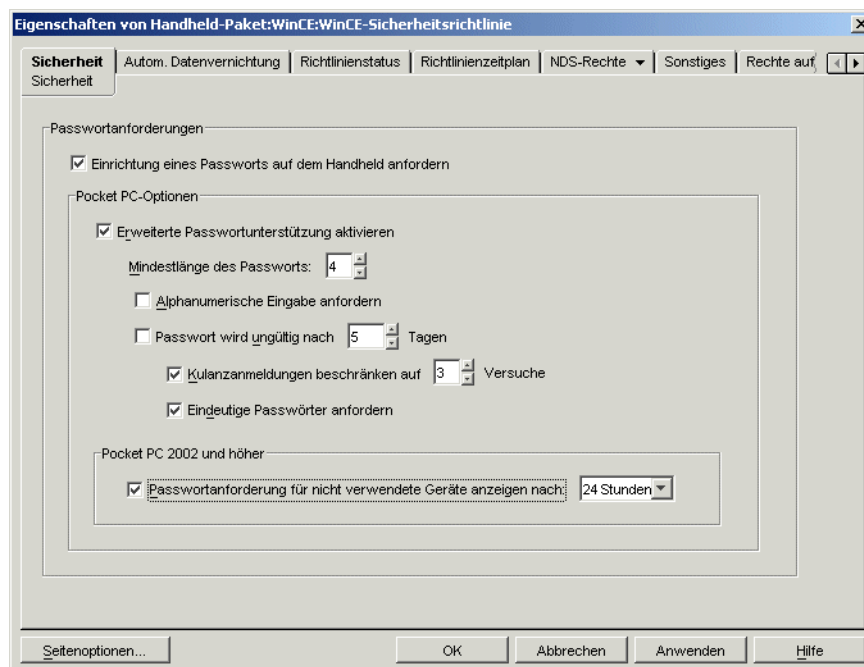 Eigenschaften von Handheld-Paket:WinCE:WinCE-Sicherheitsrichtlinie
Sicherheit Autom. Datenvernichtung Richtlinienstatus Richtlinienzeitplan NDS-Rechte Sonstiges Rechte auf
Sicherheit
Passwortanforderungen
Einrichtung eines Passworts auf dem Handheld anfordern
Pocket PC-Optionen
Erweiterte Passwortunterstützung aktivieren
Mindestlänge des Passworts: 4
Alphanumerische Eingabe anfordern
Passwort wird ungültig nach 5 Tagen
Kulanzanmeldungen beschränken auf 3 Versuche
Eindeutige Passwörter anfordern
Pocket PC 2002 und höher
Passwortanforderung für nicht verwendete Geräte anzeigen nach: 24 Stunden
Seitenoptionen... OK Abbrechen Anwenden Hilfe